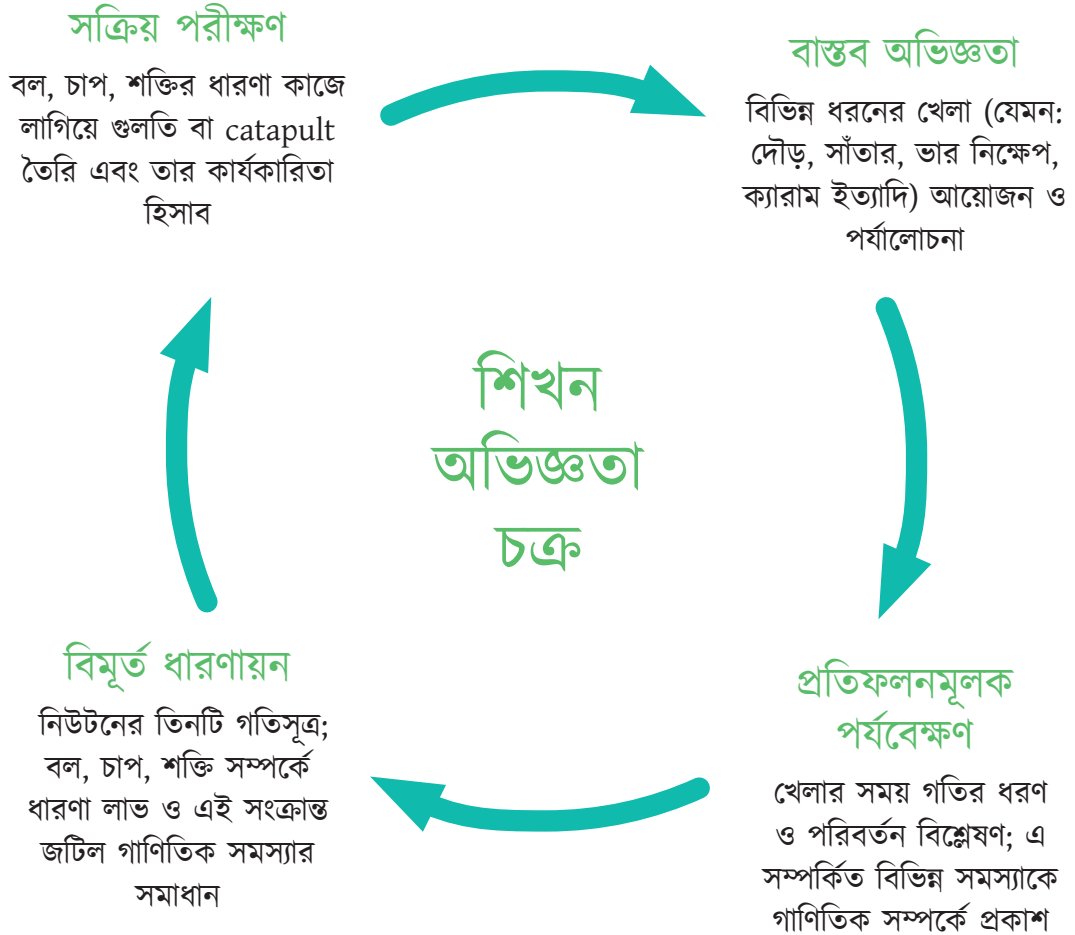 সক্রিয় পরীক্ষণ
বল, চাপ, শক্তির ধারণা কাজে
লাগিয়ে গুলতি বা catapult
তৈরি এবং তার কার্যকারিতা
হিসাব
বাস্তব অভিজ্ঞতা
বিভিন্ন ধরনের খেলা (যেমন:
দৌড়, সাঁতার, ভার নিক্ষেপ,
ক্যারাম ইত্যাদি) আয়োজন ও
পর্যালোচনা
শিখন
অভিজ্ঞতা
চক্র
প্রতিফলনমূলক
পর্যবেক্ষণ
খেলার সময় গতির ধরণ
ও পরিবর্তন বিশ্লেষণ; এ
সম্পর্কিত বিভিন্ন সমস্যাকে
গাণিতিক সম্পর্কে প্রকাশ
বিমূর্ত ধারণায়ন
নিউটনের তিনটি গতিসূত্র;
বল, চাপ, শক্তি সম্পর্কে
ধারণা লাভ ও এই সংক্রান্ত
জটিল গাণিতিক সমস্যার
সমাধান